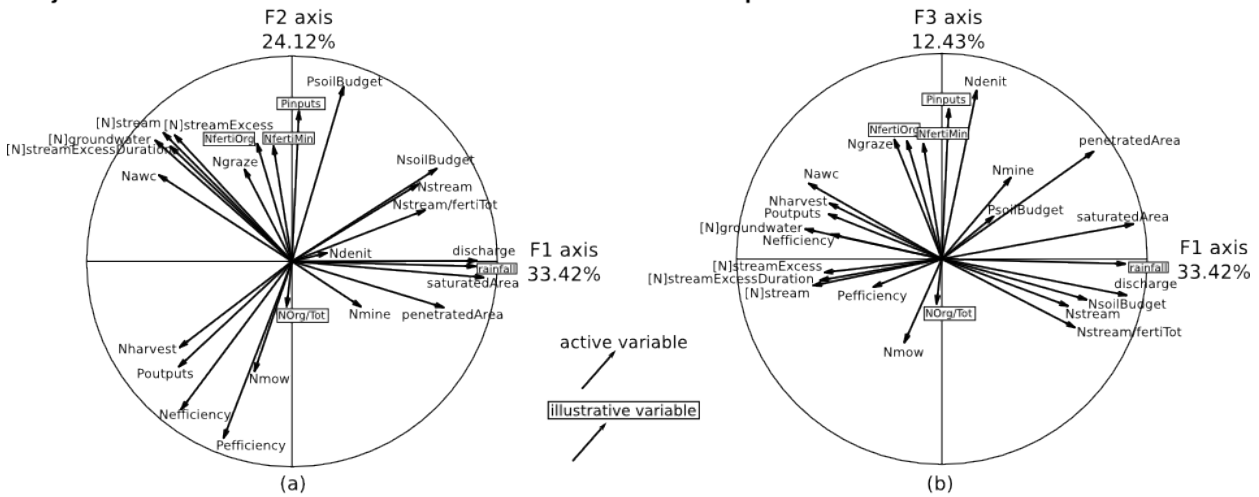 F2 axis
24.12%
PsoilBudget
Pinputs
[N]stream
[N]streamExcess
[N]groundwater
NfertiOrg
NfertiMin
[N]streamExcessDuration
Ngraze
Nawc
NsoilBudget
Nstream
Nstream/fertiTot
Ndenit
discharge
F1 axis
rainfall
33.42%
saturatedArea
NOrg/Tot
Nmine
penetratedArea
Nharvest
Poutputs
Nmow
Nefficiency
Pefficiency
(a)
active variable
illustrative variable
F3 axis
12.43%
Ndenit
Pinputs
NfertiOrg
NfertiMin
Ngraze
penetratedArea
Nawc
Nmine
Nharvest
Poutputs
PsoilBudget
saturatedArea
[N]groundwater
Nefficiency
F1 axis
[N]streamExcess
rainfall
33.42%
[N]streamExcessDuration
discharge
[N]stream
Pefficiency
NsoilBudget
NOrg/Tot
Nstream
Nstream/fertiTot
Nmow
(b)